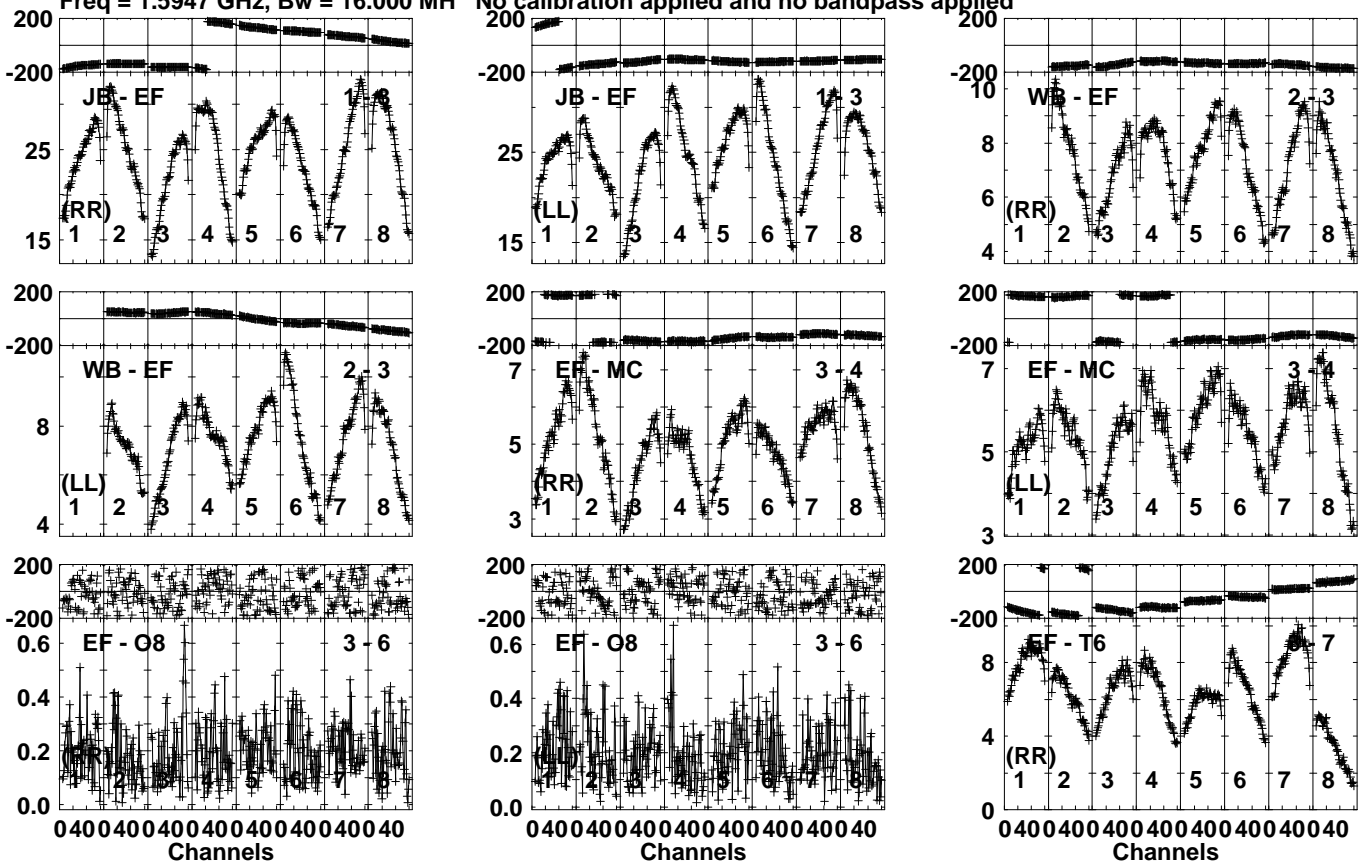 Freq = 1.5947 GHz, Bw = 16.000 MH No calibration applied and no bandpass applied
200
-200
JB - EF 1 - 3
25
15
(RR)
1 2 3 4 5 6 7 8
200
-200
JB - EF 1 - 3
25
15
(LL)
1 2 3 4 5 6 7 8
200
-200
10
WB - EF 2 - 3
8
6
4
(RR)
1 2 3 4 5 6 7 8
200
-200
WB - EF 2 - 3
8
4
(LL)
1 2 3 4 5 6 7 8
200
-200
7
EF - MC 3 - 4
5
3
(RR)
1 2 3 4 5 6 7 8
200
-200
7
EF - MC 3 - 4
5
3
(LL)
1 2 3 4 5 6 7 8
200
-200
0.6
EF - O8 3 - 6
0.4
0.2
0.0
(RR)
1 2 3 4 5 6 7 8
200
-200
0.6
EF - O8 3 - 6
0.4
0.2
0.0
(LL)
1 2 3 4 5 6 7 8
200
-200
EF - T6 3 - 7
8
4
0
(RR)
1 2 3 4 5 6 7 8
0 40 0 40 0 40 0 40 0 40 0 40 0 40 0 40
Channels
0 40 0 40 0 40 0 40 0 40 0 40 0 40 0 40
Channels
0 40 0 40 0 40 0 40 0 40 0 40 0 40 0 40
Channels